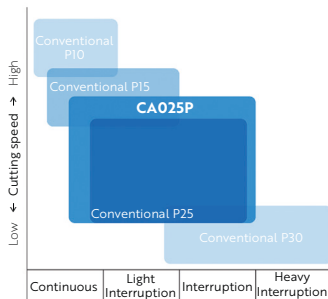 Conventional
P10
Conventional P15
CA025P
Conventional P25
Conventional P30
Low ← Cutting speed → High
Continuous
Light
Interruption
Interruption
Heavy
Interruption